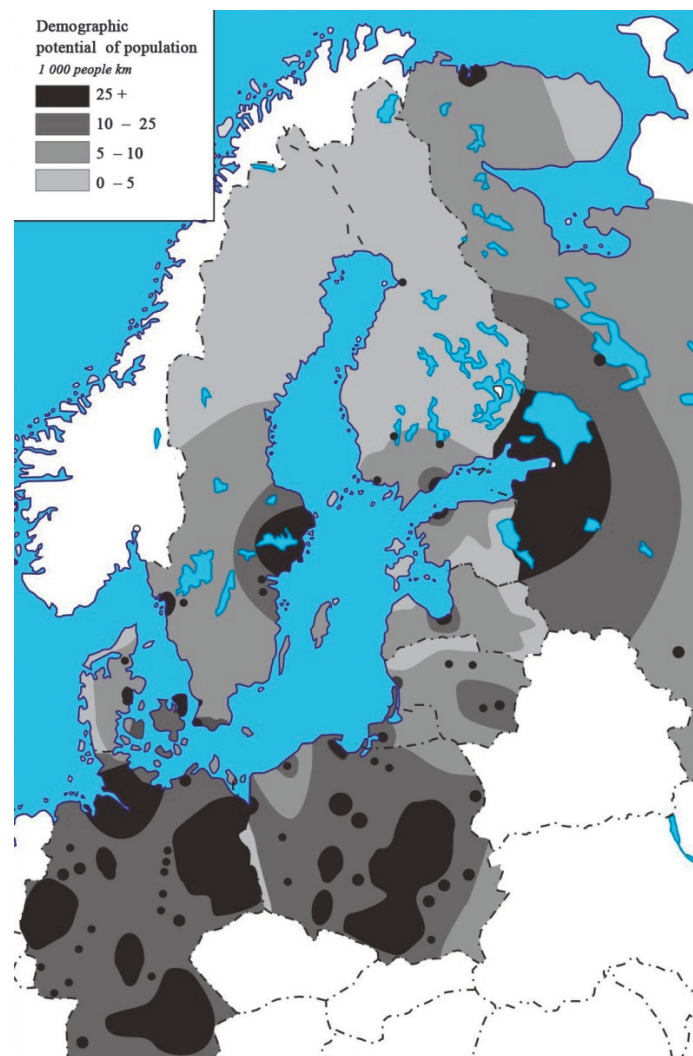 Demographic
potential of population
1 000 people km
25 +
10 – 25
5 – 10
0 – 5